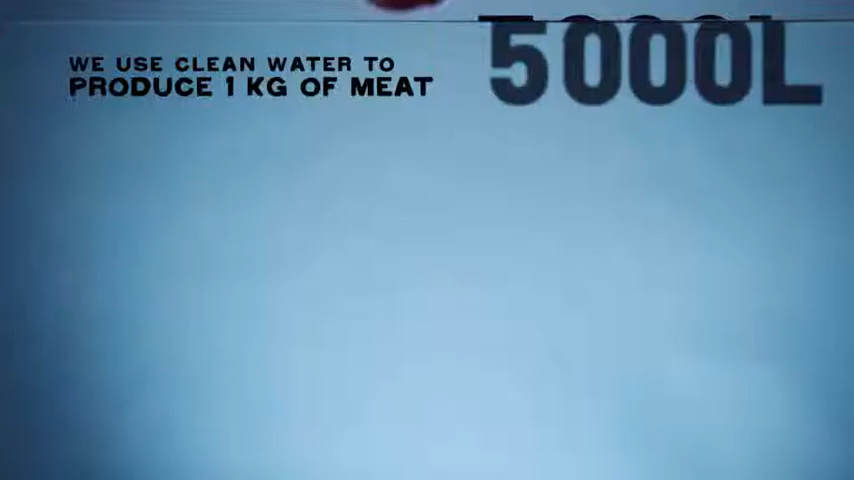 WE USE CLEAN WATER TO
PRODUCE 1 KG OF MEAT
5000L